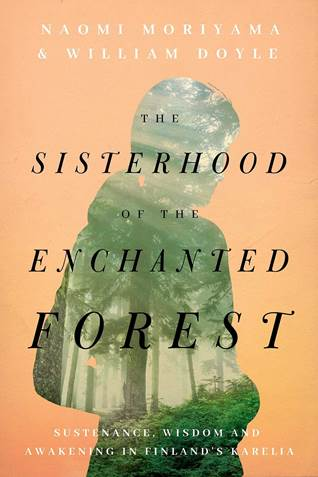 NAOMI MORIYAMA
& WILLIAM DOYLE
THE
SISTERHOOD
OF THE
ENCHANTED
FOREST
SUSTENANCE, WISDOM AND
AWAKENING IN FINLAND'S KARELIA